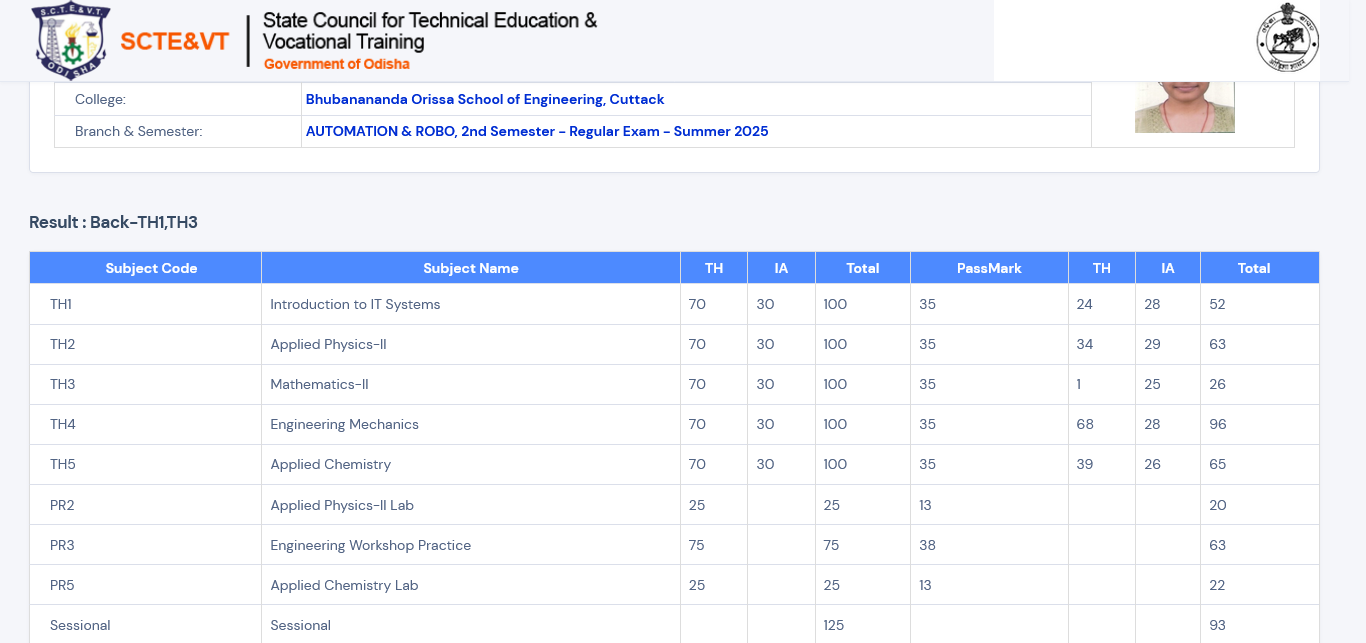 S.C.T.E.&V.T.
ODISHA
SCTE&VT
State Council for Technical Education &
Vocational Training
Government of Odisha
College: Bhubanananda Orissa School of Engineering, Cuttack
Branch & Semester: AUTOMATION & ROBO, 2nd Semester - Regular Exam - Summer 2025
Result : Back-TH1,TH3
Subject Code Subject Name TH IA Total PassMark TH IA Total
TH1 Introduction to IT Systems 70 30 100 35 24 28 52
TH2 Applied Physics-II 70 30 100 35 34 29 63
TH3 Mathematics-II 70 30 100 35 1 25 26
TH4 Engineering Mechanics 70 30 100 35 68 28 96
TH5 Applied Chemistry 70 30 100 35 39 26 65
PR2 Applied Physics-II Lab 25 25 13 20
PR3 Engineering Workshop Practice 75 75 38 63
PR5 Applied Chemistry Lab 25 25 13 22
Sessional Sessional 125 93